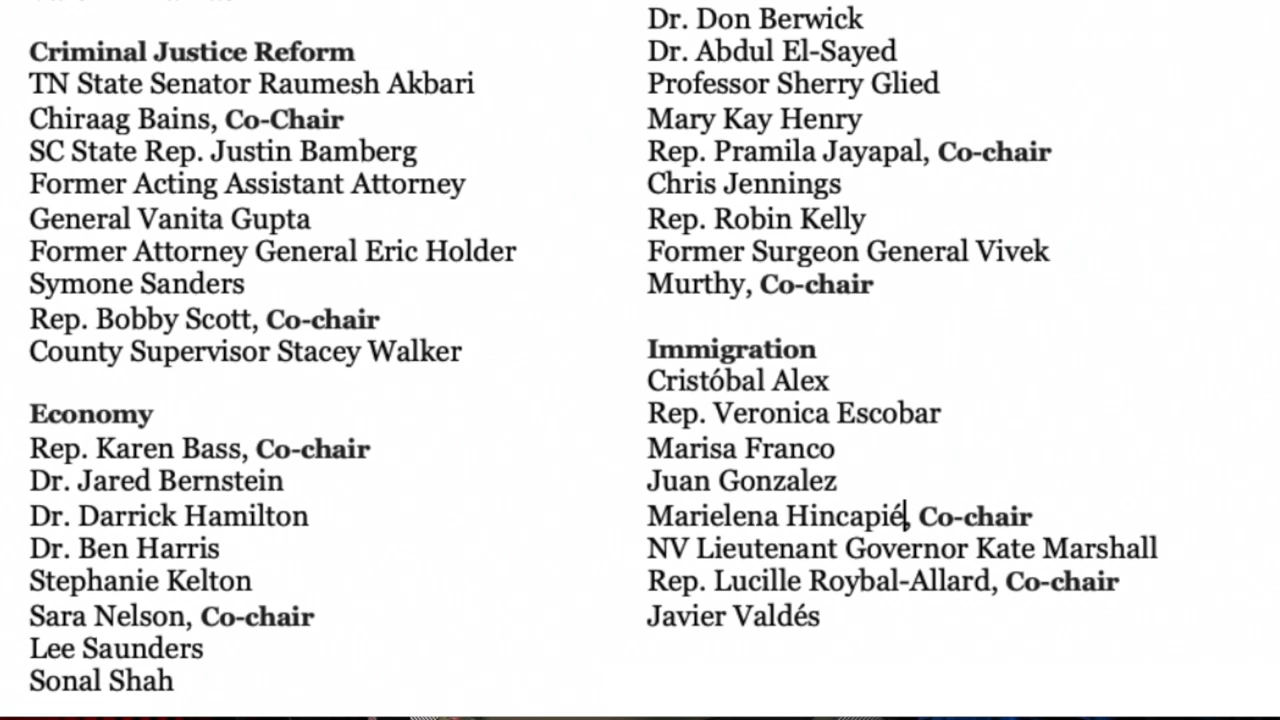 Criminal Justice Reform
TN State Senator Raumesh Akbari
Chiraag Bains, Co-Chair
SC State Rep. Justin Bamberg
Former Acting Assistant Attorney
General Vanita Gupta
Former Attorney General Eric Holder
Symone Sanders
Rep. Bobby Scott, Co-chair
County Supervisor Stacey Walker
Economy
Rep. Karen Bass, Co-chair
Dr. Jared Bernstein
Dr. Darrick Hamilton
Dr. Ben Harris
Stephanie Kelton
Sara Nelson, Co-chair
Lee Saunders
Sonal Shah
Dr. Don Berwick
Dr. Abdul El-Sayed
Professor Sherry Glied
Mary Kay Henry
Rep. Pramila Jayapal, Co-chair
Chris Jennings
Rep. Robin Kelly
Former Surgeon General Vivek
Murthy, Co-chair
Immigration
Cristóbal Alex
Rep. Veronica Escobar
Marisa Franco
Juan Gonzalez
Marielena Hincapié, Co-chair
NV Lieutenant Governor Kate Marshall
Rep. Lucille Roybal-Allard, Co-chair
Javier Valdés